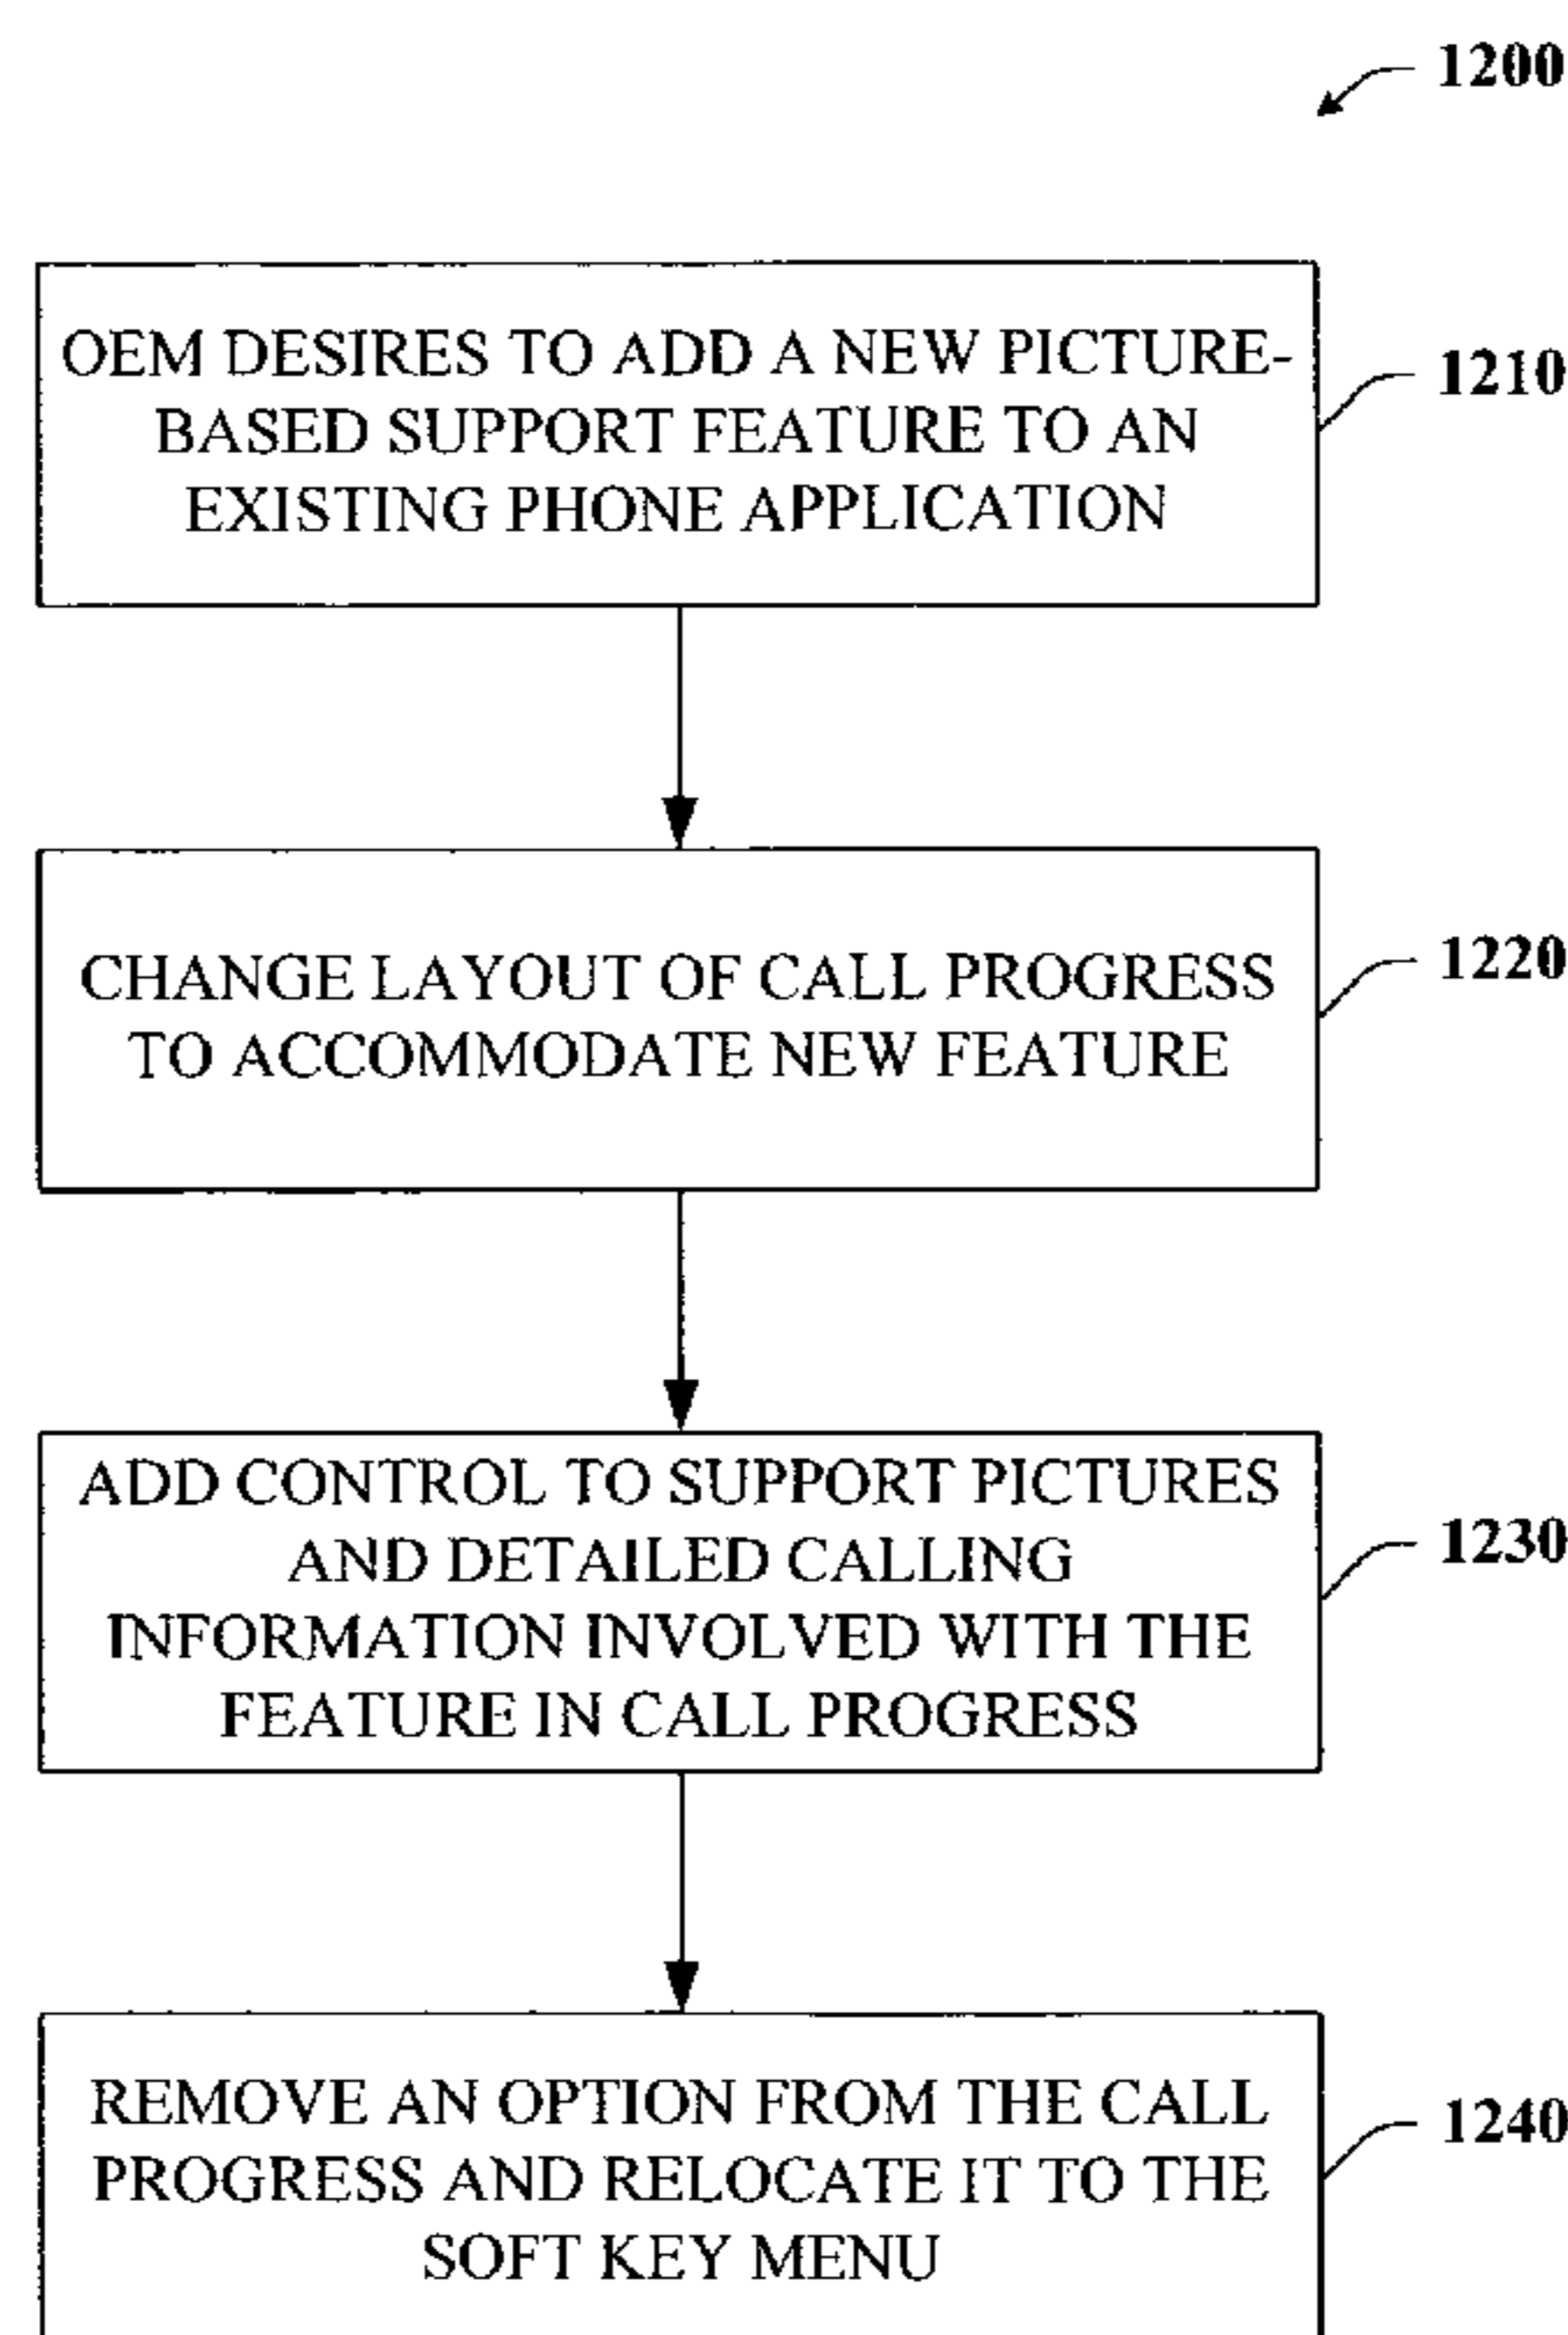 1200
OEM DESIRES TO ADD A NEW PICTURE-
BASED SUPPORT FEATURE TO AN
EXISTING PHONE APPLICATION
1210
CHANGE LAYOUT OF CALL PROGRESS
TO ACCOMMODATE NEW FEATURE
1220
ADD CONTROL TO SUPPORT PICTURES
AND DETAILED CALLING
INFORMATION INVOLVED WITH THE
FEATURE IN CALL PROGRESS
1230
REMOVE AN OPTION FROM THE CALL
PROGRESS AND RELOCATE IT TO THE
SOFT KEY MENU
1240